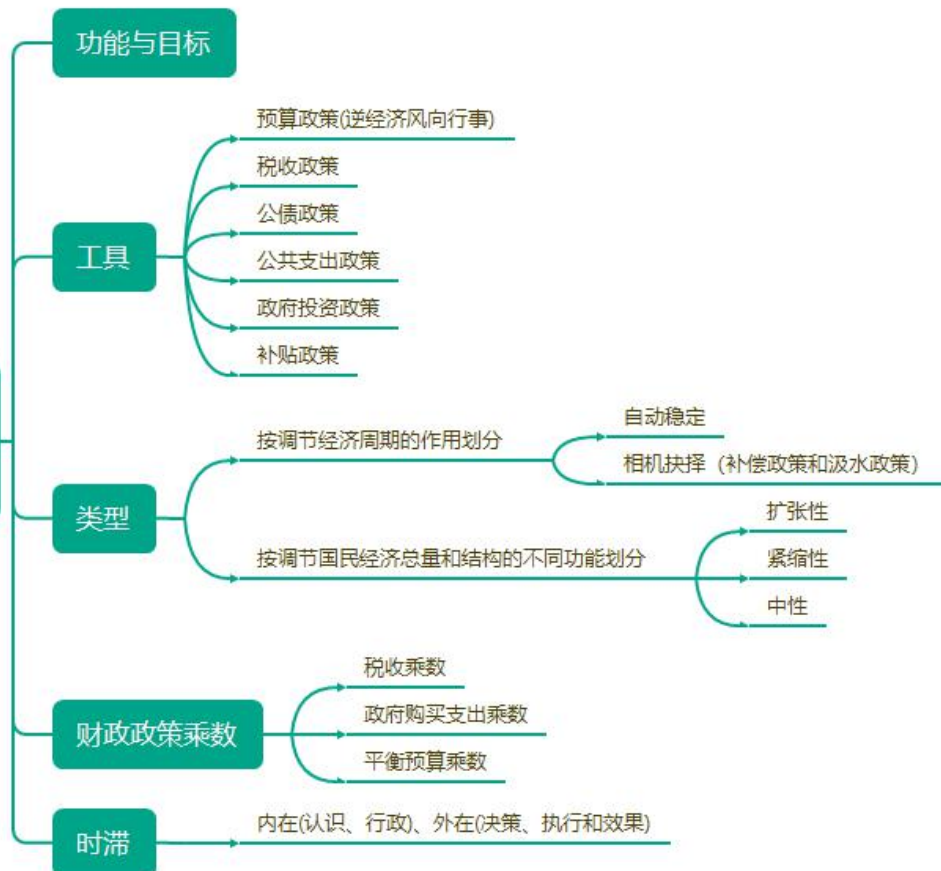 功能与目标
工具
预算政策(逆经济风向行事)
税收政策
公债政策
公共支出政策
政府投资政策
补贴政策
类型
按调节经济周期的作用划分
自动稳定
相机抉择（补偿政策和汲水政策）
按调节国民经济总量和结构的不同功能划分
扩张性
紧缩性
中性
财政政策乘数
税收乘数
政府购买支出乘数
平衡预算乘数
时滞
内在(认识、行政)、外在(决策、执行和效果)